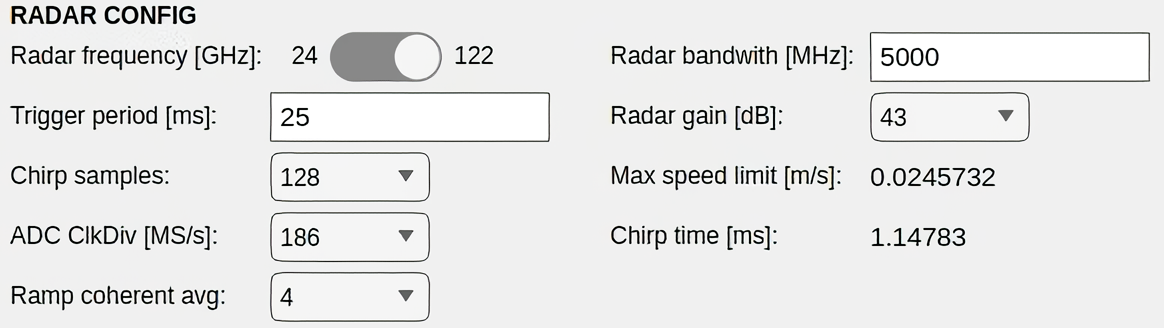 RADAR CONFIG
Radar frequency [GHz]: 24 122 Radar bandwith [MHz]: 5000
Trigger period [ms]: 25 Radar gain [dB]: 43
Chirp samples: 128 Max speed limit [m/s]: 0.0245732
ADC ClkDiv [MS/s]: 186 Chirp time [ms]: 1.14783
Ramp coherent avg: 4